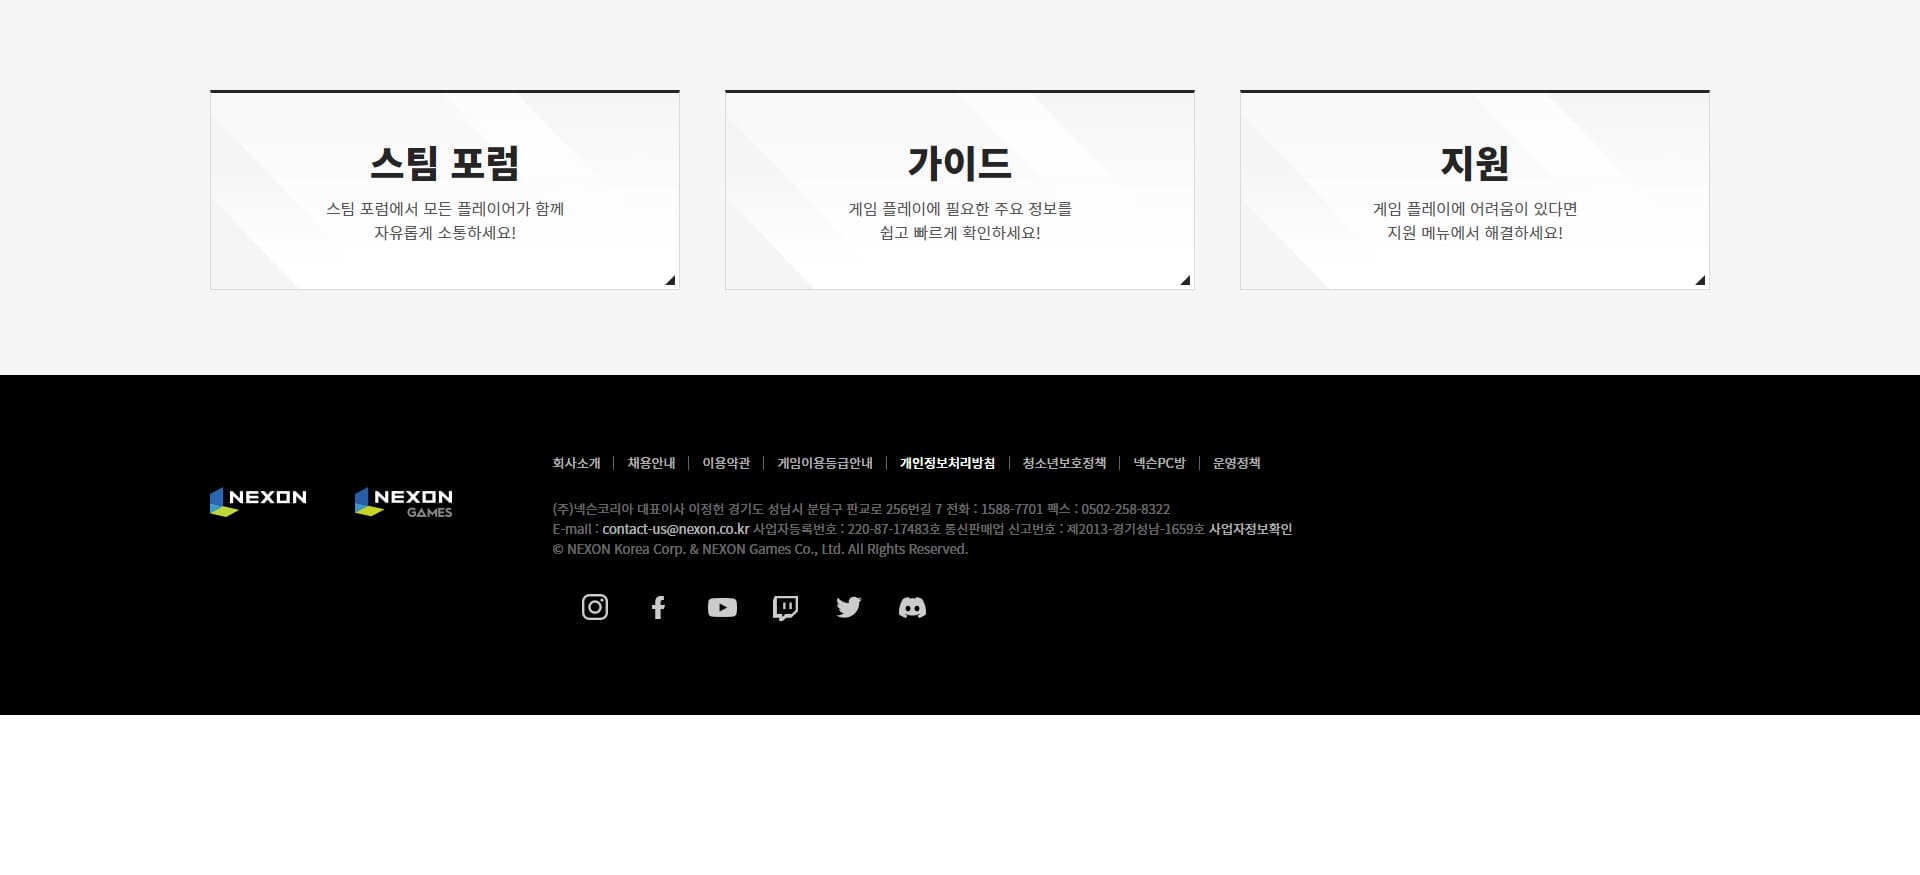 스팀 포럼
스팀 포럼에서 모든 플레이어가 함께
자유롭게 소통하세요!
가이드
게임 플레이에 필요한 주요 정보를
쉽고 빠르게 확인하세요!
지원
게임 플레이에 어려움이 있다면
지원 메뉴에서 해결하세요!
NEXON
NEXON
GAMES
회사소개 채용안내 이용약관 게임이용등급안내 개인정보처리방침 청소년보호정책 넥슨PC방 운영정책
(주)넥슨코리아 대표이사 이정헌 경기도 성남시 분당구 판교로 256번길 7 전화 : 1588-7701 팩스 : 0502-258-8322
E-mail : contact-us@nexon.co.kr 사업자등록번호 : 220-87-17483호 통신판매업 신고번호 : 제2013-경기성남-1659호 사업자정보확인
© NEXON Korea Corp. & NEXON Games Co., Ltd. All Rights Reserved.